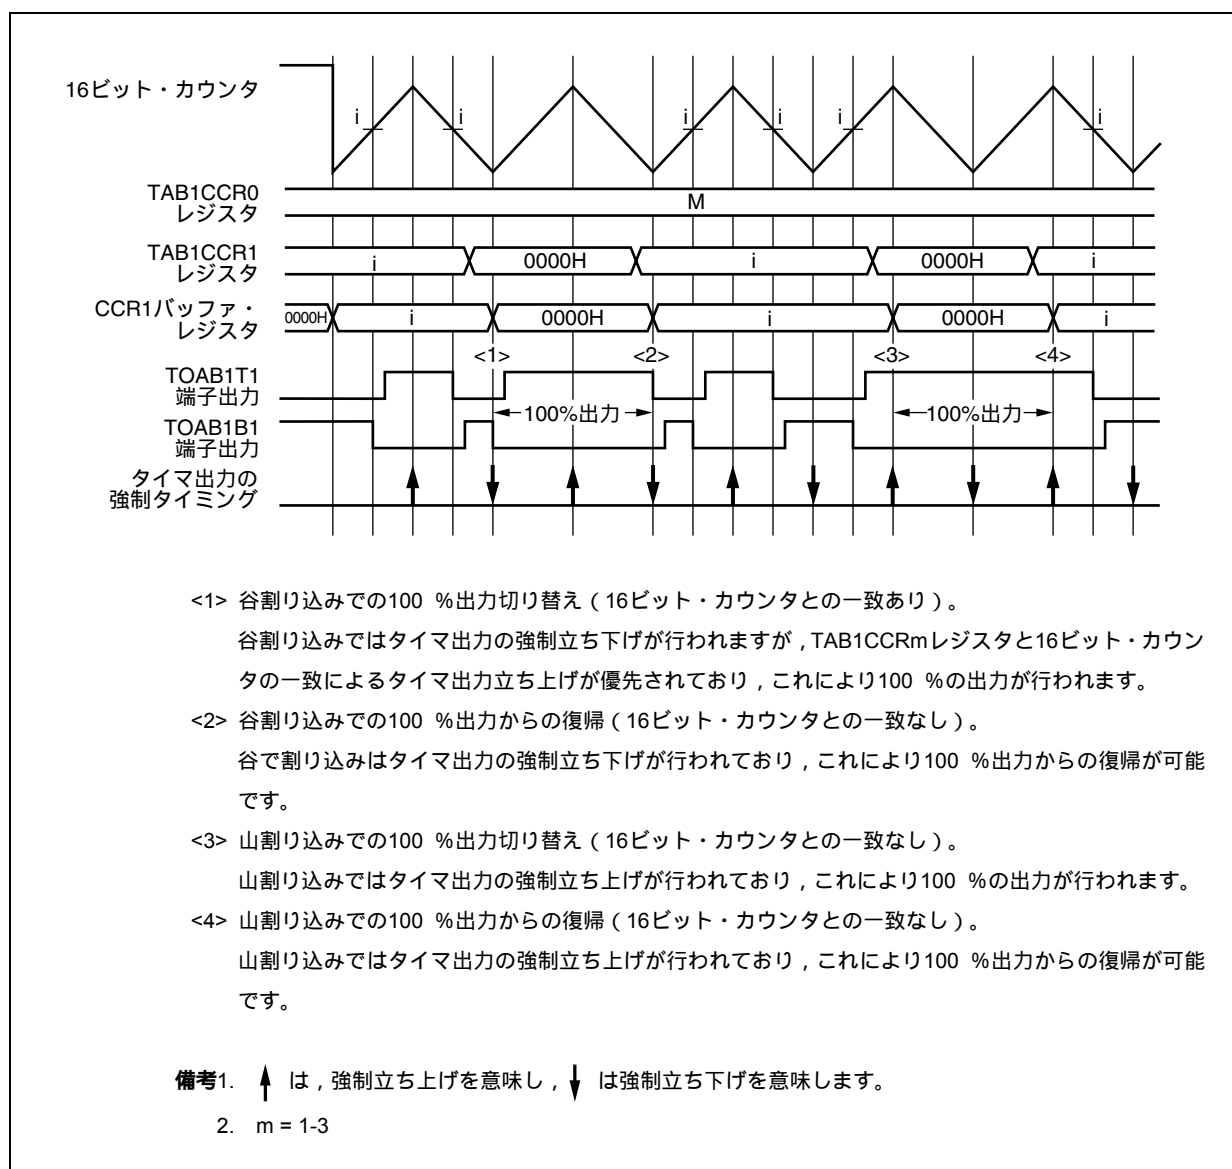 16ビット・カウンタ
i i i i i i
TAB1CCR0
レジスタ
M
TAB1CCR1
レジスタ
i 0000H i 0000H i
CCR1バッファ・
レジスタ
0000H i 0000H i 0000H i
<1> <2> <3> <4>
TOAB1T1
端子出力
100%出力 100%出力
TOAB1B1
端子出力
タイマ出力の
強制タイミング
<1> 谷割り込みでの100 %出力切り替え（16ビット・カウンタとの一致あり）。
谷割り込みではタイマ出力の強制立ち下げが行われますが，TAB1CCRmレジスタと16ビット・カウン
タの一致によるタイマ出力立ち上げが優先されており，これにより100 %の出力が行われます。
<2> 谷割り込みでの100 %出力からの復帰（16ビット・カウンタとの一致なし）。
谷で割り込みはタイマ出力の強制立ち下げが行われており，これにより100 %出力からの復帰が可能
です。
<3> 山割り込みでの100 %出力切り替え（16ビット・カウンタとの一致なし）。
山割り込みではタイマ出力の強制立ち上げが行われており，これにより100 %の出力が行われます。
<4> 山割り込みでの100 %出力からの復帰（16ビット・カウンタとの一致なし）。
山割り込みではタイマ出力の強制立ち上げが行われており，これにより100 %出力からの復帰が可能
です。
備考1. ↑ は，強制立ち上げを意味し，↓ は強制立ち下げを意味します。
2. m = 1-3